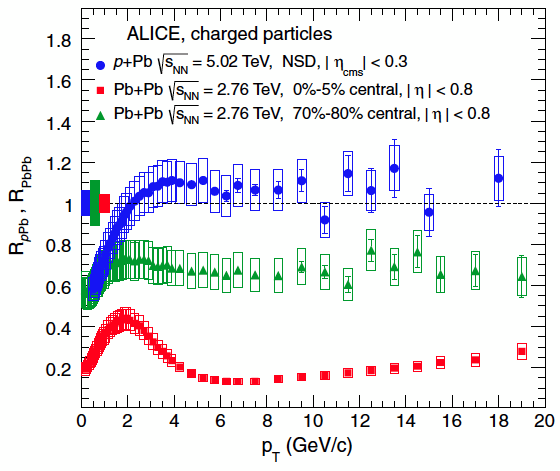 ALICE, charged particles
p+Pb √sNN = 5.02 TeV, NSD, | ηcms| < 0.3
Pb+Pb √sNN = 2.76 TeV, 0%-5% central, | η | < 0.8
Pb+Pb √sNN = 2.76 TeV, 70%-80% central, | η | < 0.8
RpPb , RPbPb
1.8
1.6
1.4
1.2
1
0.8
0.6
0.4
0.2
0 2 4 6 8 10 12 14 16 18 20
pT (GeV/c)